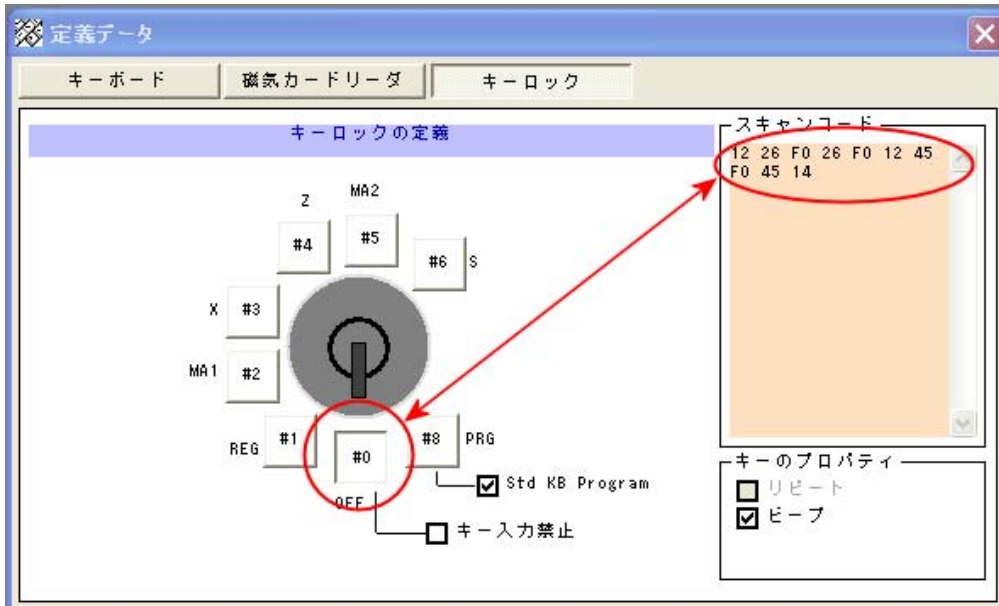 定義データ
キーボード
磁気カードリーダ
キーロック
キーロックの定義
スキャンコード
12 26 F0 26 F0 12 45
F0 45 14
Z
MA2
#4
#5
#6
S
X
#3
MA1
#2
REG
#1
#0
#8
PRG
OFF
Std KB Program
キー入力禁止
キーのプロパティ
リピート
ビープ